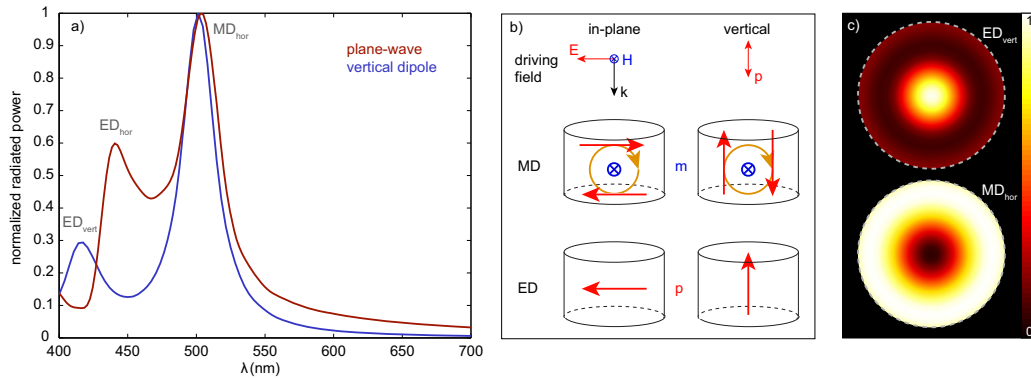 a)
1
0.9
0.8
0.7
0.6
0.5
0.4
0.3
0.2
0.1
0
normalized radiated power
400
450
500
550
600
650
700
λ (nm)
MDhor
plane-wave
vertical dipole
EDhor
EDvert
b)
in-plane
vertical
driving
field
E
H
k
p
MD
m
ED
p
c)
EDvert
MDhor
1
0